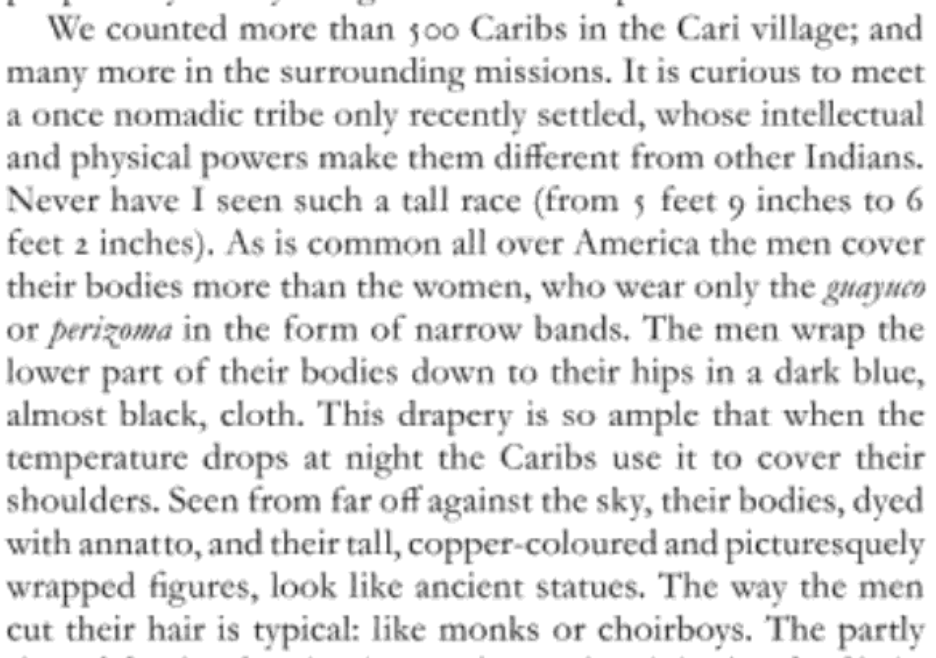 We counted more than 500 Caribs in the Cari village; and
many more in the surrounding missions. It is curious to meet
a once nomadic tribe only recently settled, whose intellectual
and physical powers make them different from other Indians.
Never have I seen such a tall race (from 5 feet 9 inches to 6
feet 2 inches). As is common all over America the men cover
their bodies more than the women, who wear only the guayuco
or perizoma in the form of narrow bands. The men wrap the
lower part of their bodies down to their hips in a dark blue,
almost black, cloth. This drapery is so ample that when the
temperature drops at night the Caribs use it to cover their
shoulders. Seen from far off against the sky, their bodies, dyed
with annatto, and their tall, copper-coloured and picturesquely
wrapped figures, look like ancient statues. The way the men
cut their hair is typical: like monks or choirboys. The partly